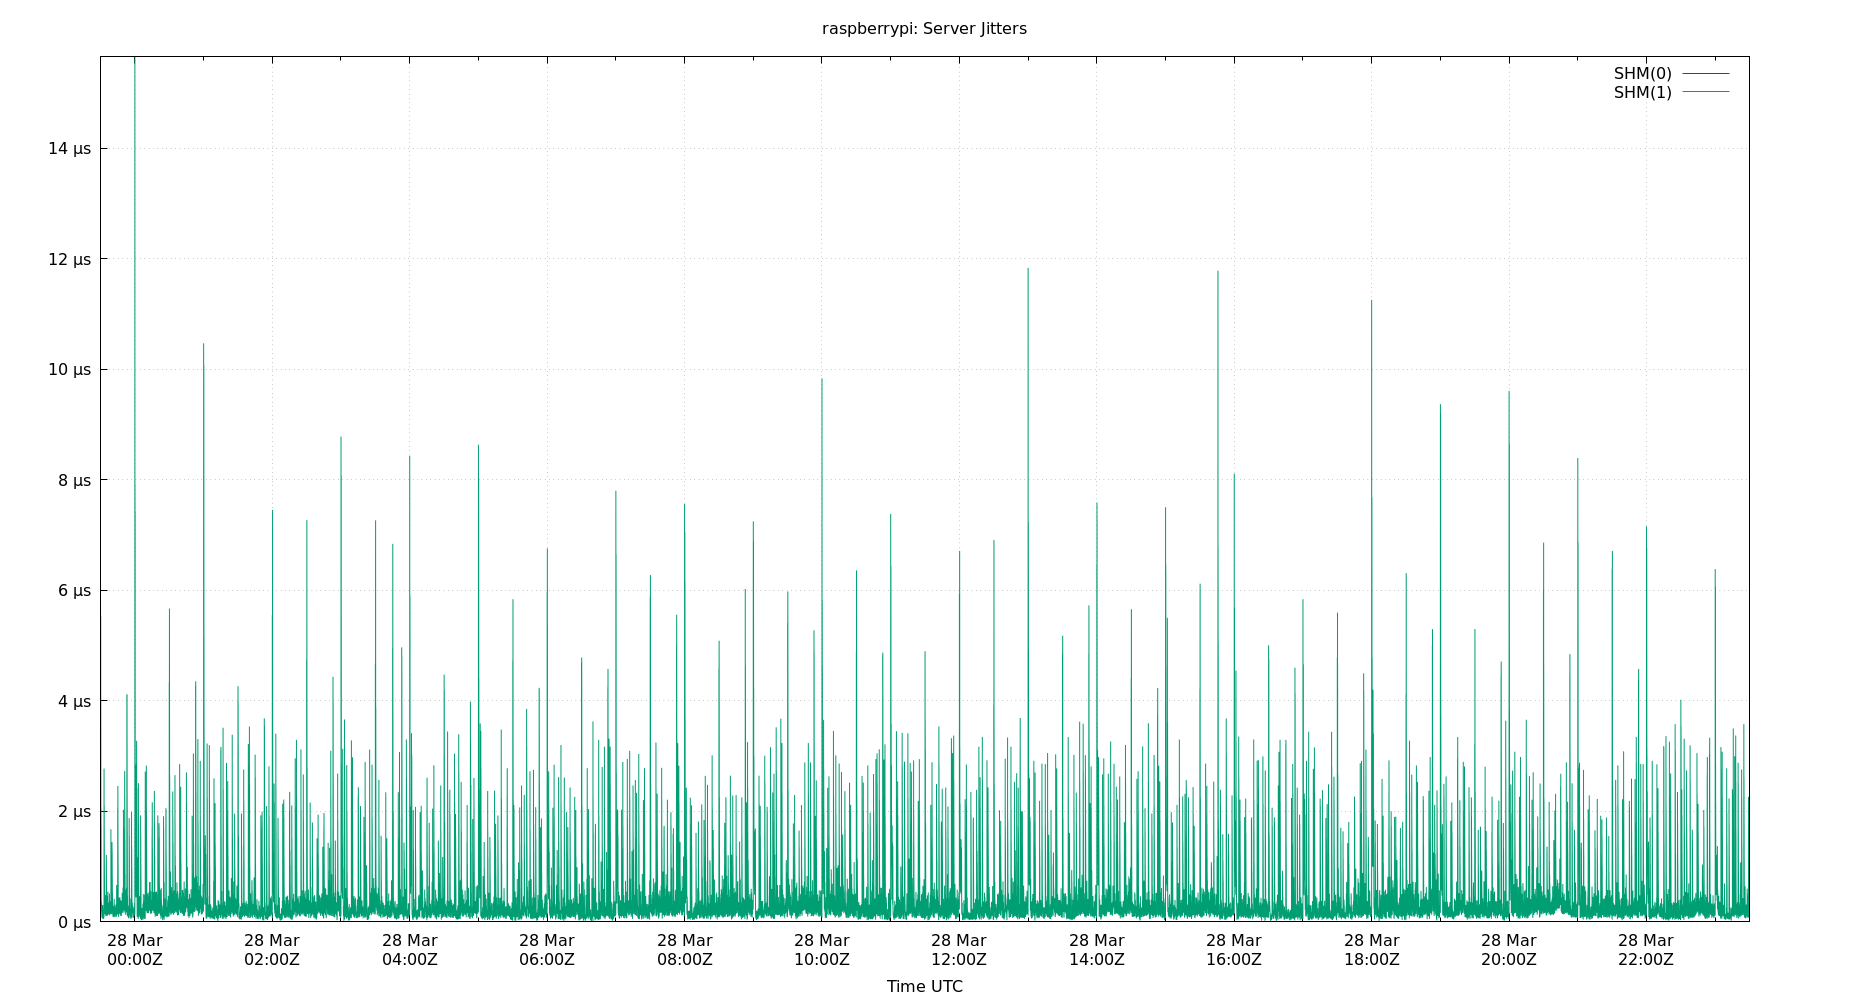 raspberrypi: Server Jitters
SHM(0)
SHM(1)
14 µs
12 µs
10 µs
8 µs
6 µs
4 µs
2 µs
0 µs
28 Mar 28 Mar 28 Mar 28 Mar 28 Mar 28 Mar 28 Mar 28 Mar 28 Mar 28 Mar 28 Mar 28 Mar
00:00Z 02:00Z 04:00Z 06:00Z 08:00Z 10:00Z 12:00Z 14:00Z 16:00Z 18:00Z 20:00Z 22:00Z
Time UTC